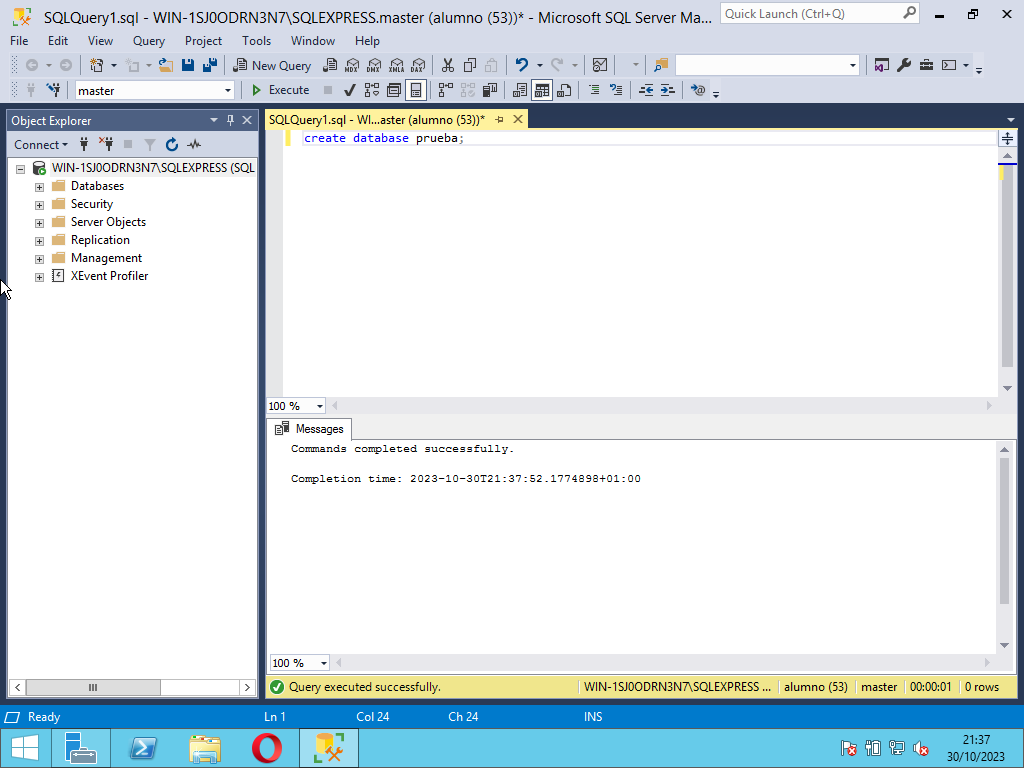 SQLQuery1.sql - WIN-1SJ0ODRN3N7\SQLEXPRESS.master (alumno (53))* - Microsoft SQL Server Ma...
Quick Launch (Ctrl+Q)
File Edit View Query Project Tools Window Help
New Query
MDX DMX XMLA DAX
master
Execute
Object Explorer
SQLQuery1.sql - WI...aster (alumno (53))*
Connect
create database prueba;
WIN-1SJ0ODRN3N7\SQLEXPRESS (SQL
Databases
Security
Server Objects
Replication
Management
XEvent Profiler
100 %
Messages
Commands completed successfully.
Completion time: 2023-10-30T21:37:52.1774898+01:00
100 %
Query executed successfully.
WIN-1SJ0ODRN3N7\SQLEXPRESS ... alumno (53) master 00:00:01 0 rows
Ready Ln 1 Col 24 Ch 24 INS
21:37
30/10/2023